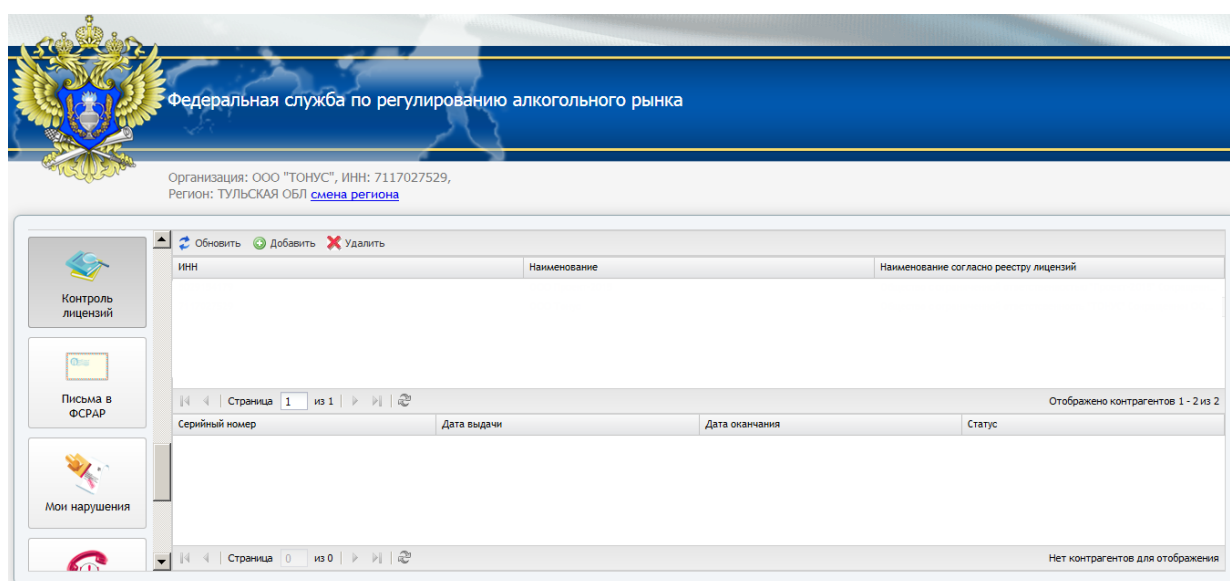 Федеральная служба по регулированию алкогольного рынка
Организация: ООО "ТОНУС", ИНН: 7117027529,
Регион: ТУЛЬСКАЯ ОБЛ смена региона
Контроль
лицензий
Письма в
ФСРАР
Мои нарушения
Обновить Добавить Удалить
ИНН Наименование Наименование согласно реестру лицензий
Страница 1 из 1 Отображено контрагентов 1 - 2 из 2
Серийный номер Дата выдачи Дата оканчания Статус
Страница 0 из 0 Нет контрагентов для отображения